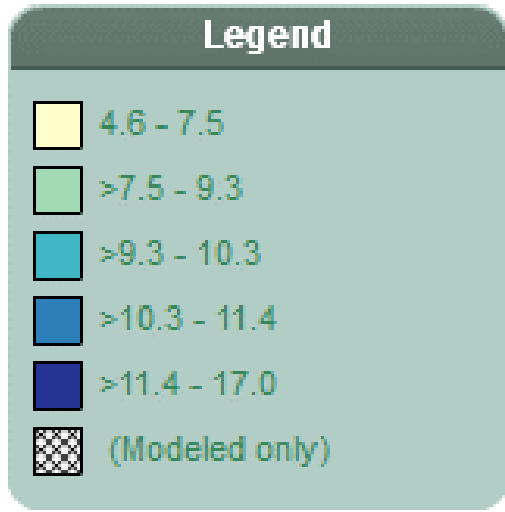 Legend
4.6 - 7.5
>7.5 - 9.3
>9.3 - 10.3
>10.3 - 11.4
>11.4 - 17.0
(Modeled only)